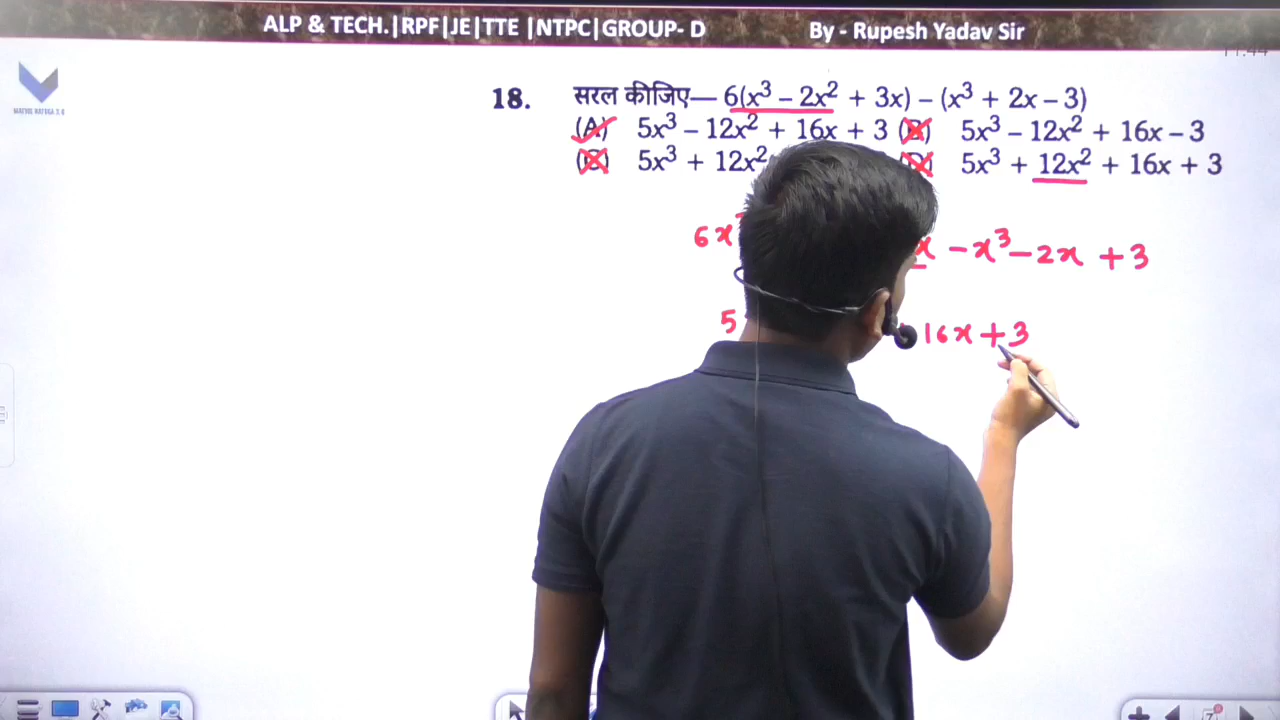 ALP & TECH.|RPF|JE|TTE |NTPC|GROUP- D By - Rupesh Yadav Sir
18. सरल कीजिए— 6(x³ – 2x² + 3x) – (x³ + 2x – 3)
(A) 5x³ – 12x² + 16x + 3 (B) 5x³ – 12x² + 16x – 3
(C) 5x³ + 12x² (D) 5x³ + 12x² + 16x + 3
6x x – x³ – 2x + 3
5 16x + 3